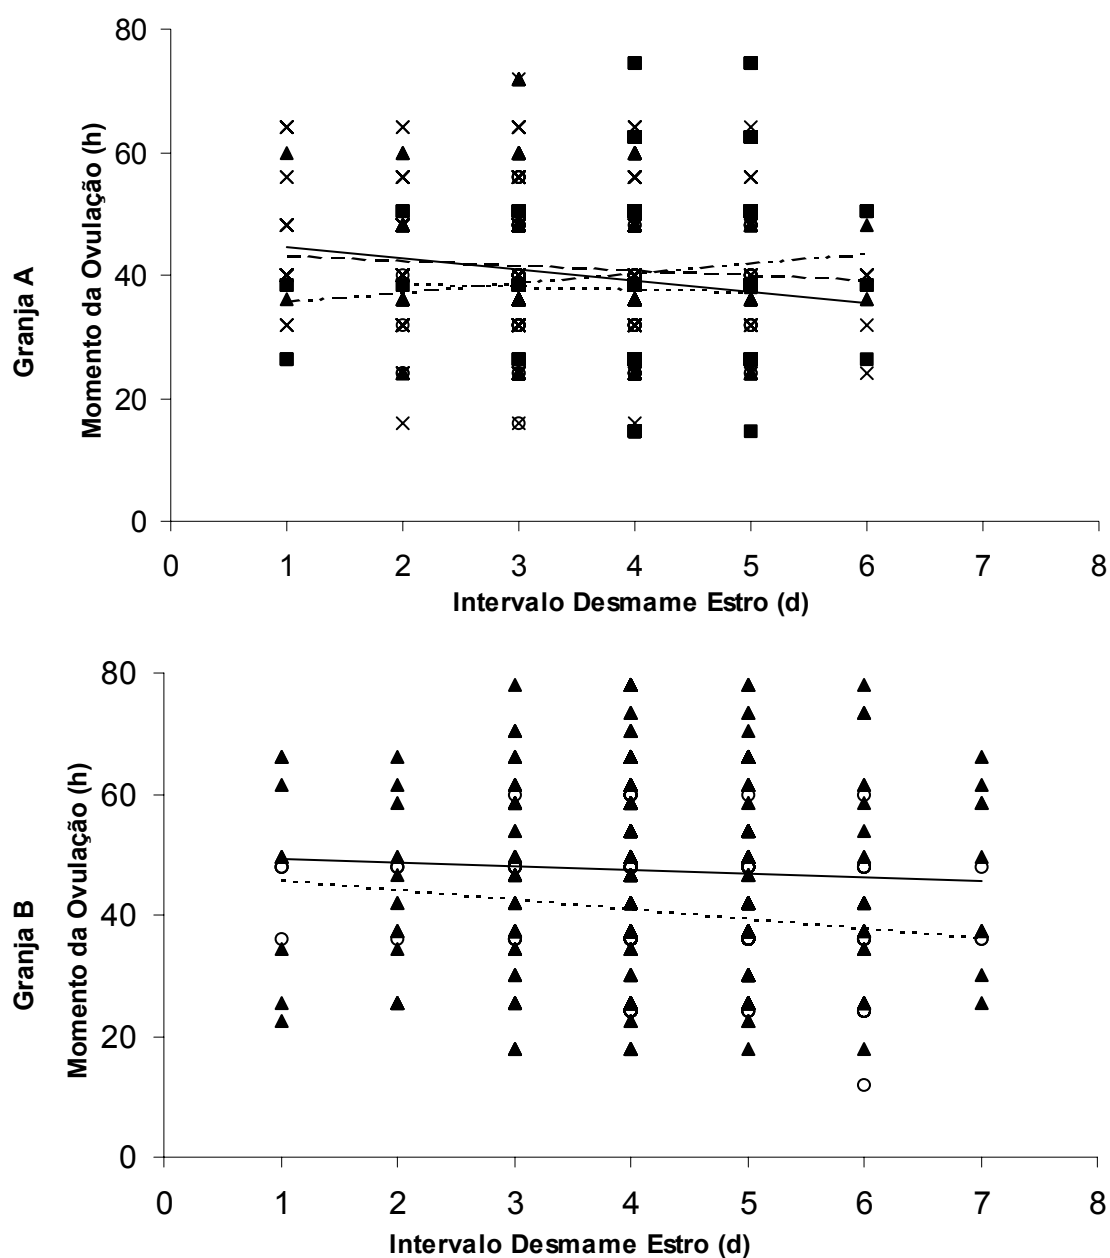 80
60
40
20
0
Granja A
Momento da Ovulação (h)
0 1 2 3 4 5 6 7 8
Intervalo Desmame Estro (d)
80
60
40
20
0
Granja B
Momento da Ovulação (h)
0 1 2 3 4 5 6 7 8
Intervalo Desmame Estro (d)